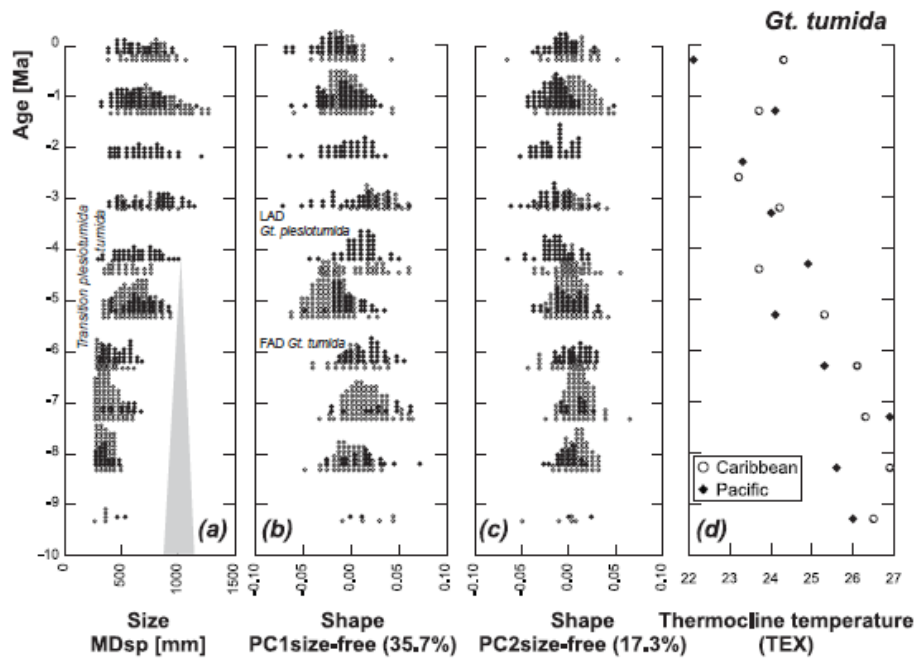 Gt. tumida
Age [Ma]
0
-1
-2
-3
-4
-5
-6
-7
-8
-9
-10
Transition plesiotumida
tumida
LAD
Gt. plesiotumida
FAD Gt. tumida
(a)
(b)
(c)
(d)
Caribbean
Pacific
0
500
1000
1500
-0.10
-0.05
0.00
0.05
0.10
-0.10
-0.05
0.00
0.05
0.10
22
23
24
25
26
27
Size
MDsp [mm]
Shape
PC1size-free (35.7%)
Shape
PC2size-free (17.3%)
Thermocline temperature
(TEX)